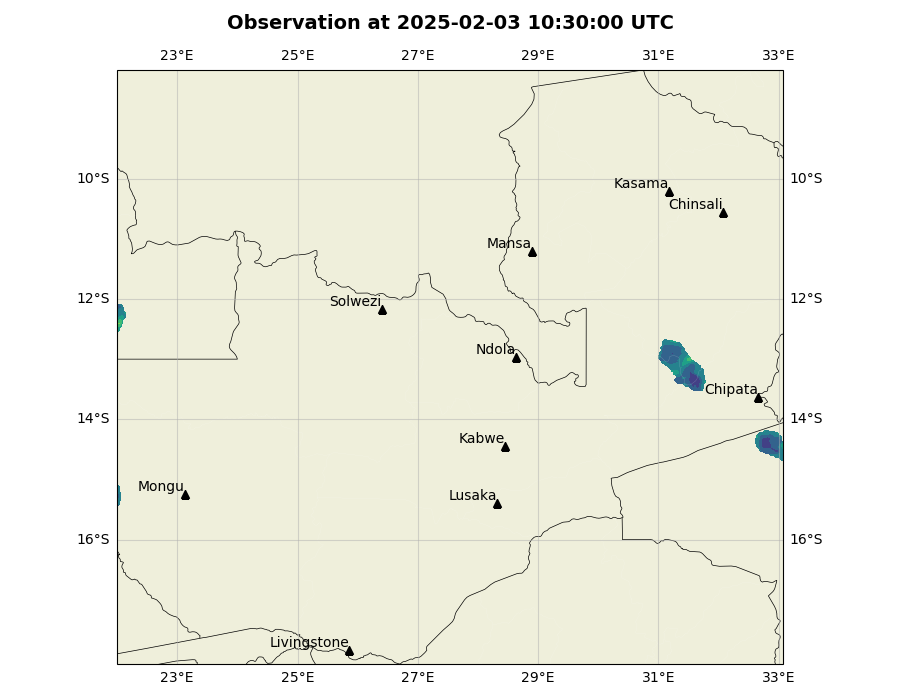 Observation at 2025-02-03 10:30:00 UTC
23°E 25°E 27°E 29°E 31°E 33°E
10°S 10°S
Kasama
Chinsali
Mansa
12°S 12°S
Solwezi
Ndola
Chipata
14°S 14°S
Kabwe
Mongu
Lusaka
16°S 16°S
Livingstone
23°E 25°E 27°E 29°E 31°E 33°E